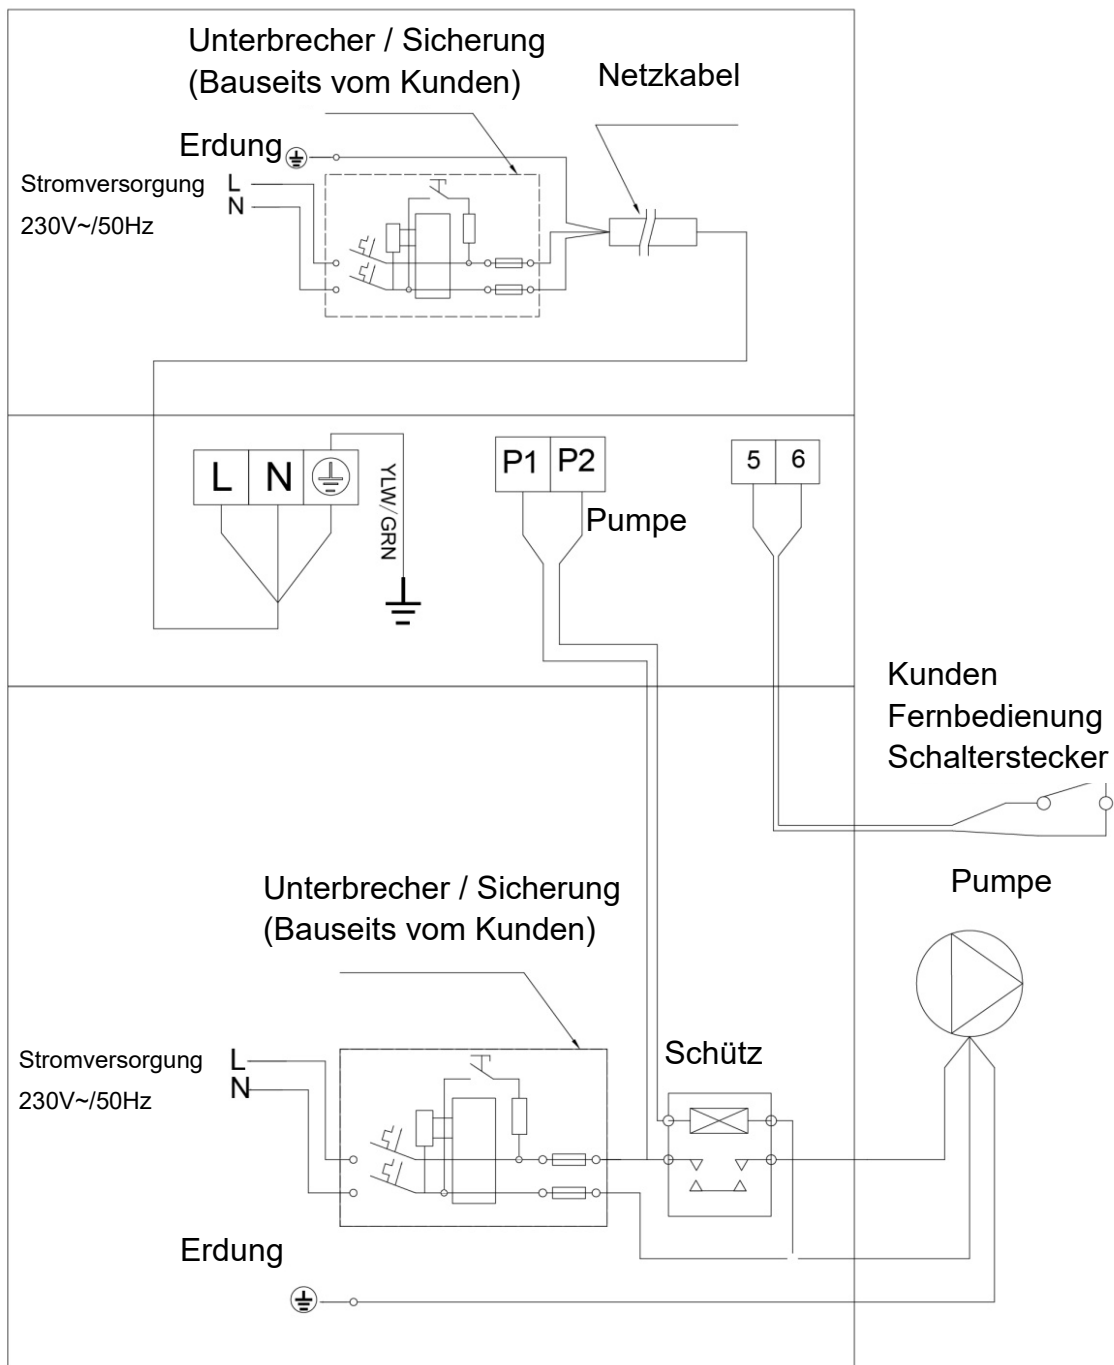 Unterbrecher / Sicherung
(Bauseits vom Kunden)
Netzkabel
Erdung
Stromversorgung L
N
230V~/50Hz
L N
YLW/GRN
P1 P2
Pumpe
5 6
Kunden
Fernbedienung
Schalterstecker
Pumpe
Unterbrecher / Sicherung
(Bauseits vom Kunden)
Schütz
Stromversorgung L
230V~/50Hz N
Erdung